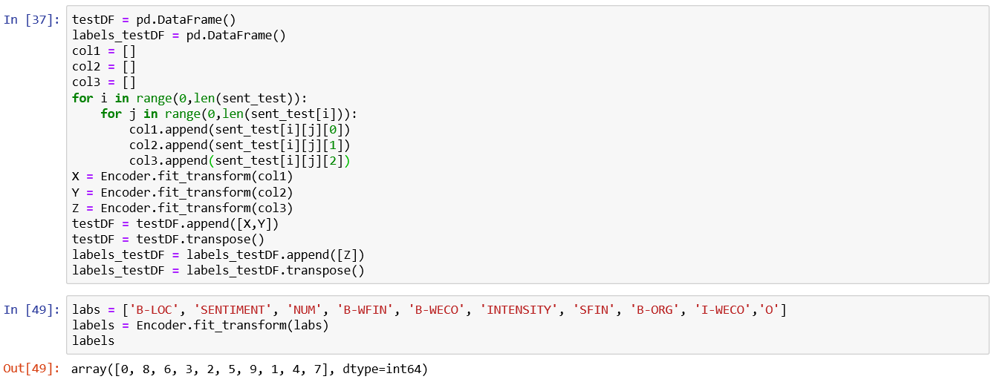 In [37]: testDF = pd.DataFrame()
labels_testDF = pd.DataFrame()
col1 = []
col2 = []
col3 = []
for i in range(0,len(sent_test)):
    for j in range(0,len(sent_test[i])):
        col1.append(sent_test[i][j][0])
        col2.append(sent_test[i][j][1])
        col3.append(sent_test[i][j][2])
X = Encoder.fit_transform(col1)
Y = Encoder.fit_transform(col2)
Z = Encoder.fit_transform(col3)
testDF = testDF.append([X,Y])
testDF = testDF.transpose()
labels_testDF = labels_testDF.append([Z])
labels_testDF = labels_testDF.transpose()
In [49]: labs = ['B-LOC', 'SENTIMENT', 'NUM', 'B-WFIN', 'B-WECO', 'INTENSITY', 'SFIN', 'B-ORG', 'I-WECO','O']
labels = Encoder.fit_transform(labs)
labels
Out[49]: array([0, 8, 6, 3, 2, 5, 9, 1, 4, 7], dtype=int64)